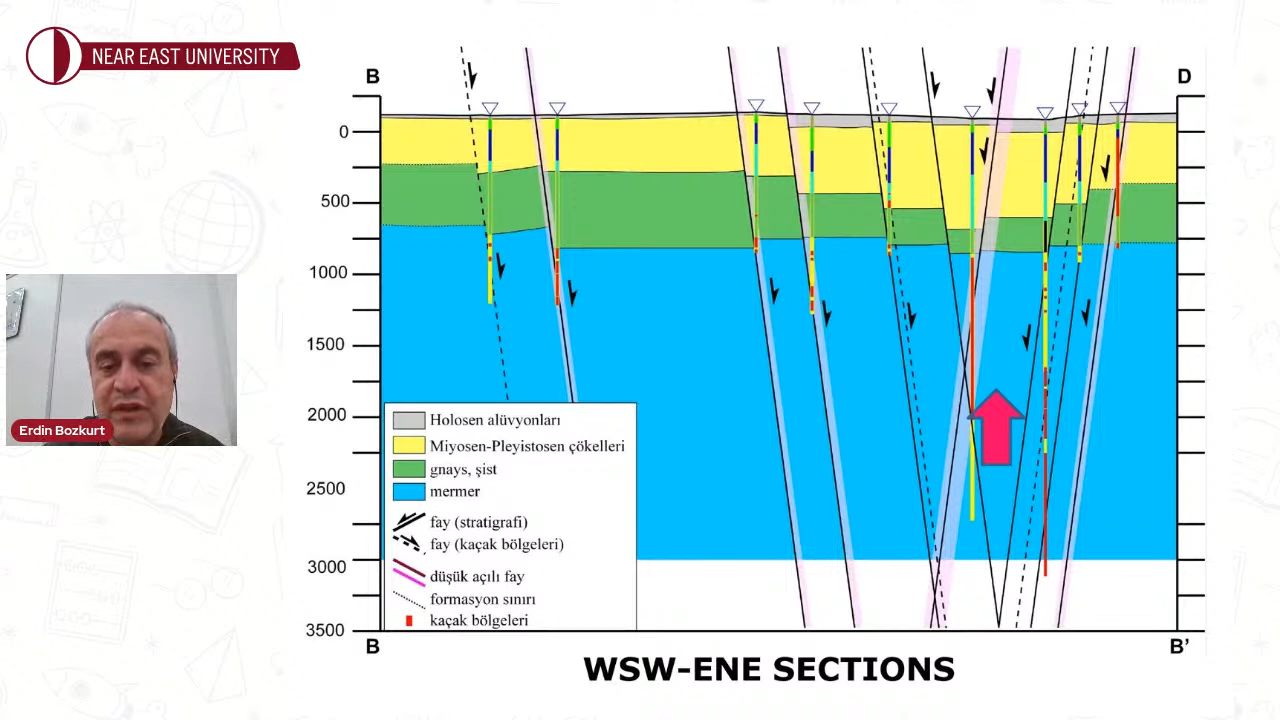 NEAR EAST UNIVERSITY
B
D
0
500
1000
1500
2000
2500
3000
3500
Erdin Bozkurt
Holosen alüvyonları
Miyosen-Pleyistosen çökelleri
gnays, şist
mermer
fay (stratigrafi)
fay (kaçak bölgeleri)
düşük açılı fay
formasyon sınırı
kaçak bölgeleri
B
B’
WSW-ENE SECTIONS